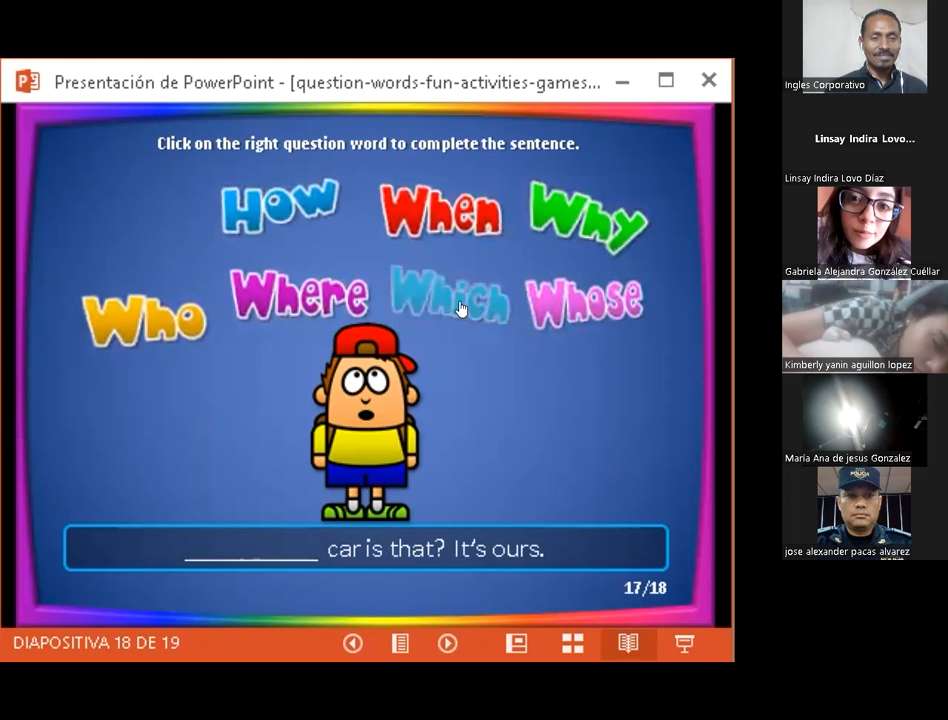 Presentación de PowerPoint - [question-words-fun-activities-games...
Click on the right question word to complete the sentence.
How When Why
Who Where Which Whose
__________ car is that? It's ours.
17/18
DIAPOSITIVA 18 DE 19
Ingles Corporativo
Linsay Indira Lovo...
Linsay Indira Lovo Díaz
Gabriela Alejandra González Cuéllar
Kimberly yanin aguillon lopez
María Ana de jesus Gonzalez
POLICIA
jose alexander pacas alvarez